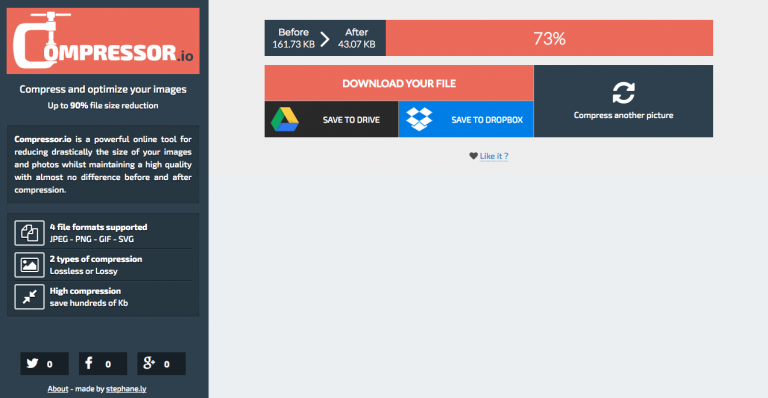 COMPRESSOR.io
Compress and optimize your images
Up to 90% file size reduction
Compressor.io is a powerful online tool for
reducing drastically the size of your images
and photos whilst maintaining a high quality
with almost no difference before and after
compression.
4 file formats supported
JPEG - PNG - GIF - SVG
2 types of compression
Lossless or Lossy
High compression
save hundreds of Kb
0 0 0
About - made by stephane.ly
Before After 73%
161.73 KB 43.07 KB
DOWNLOAD YOUR FILE
SAVE TO DRIVE SAVE TO DROPBOX
Compress another picture
Like it ?